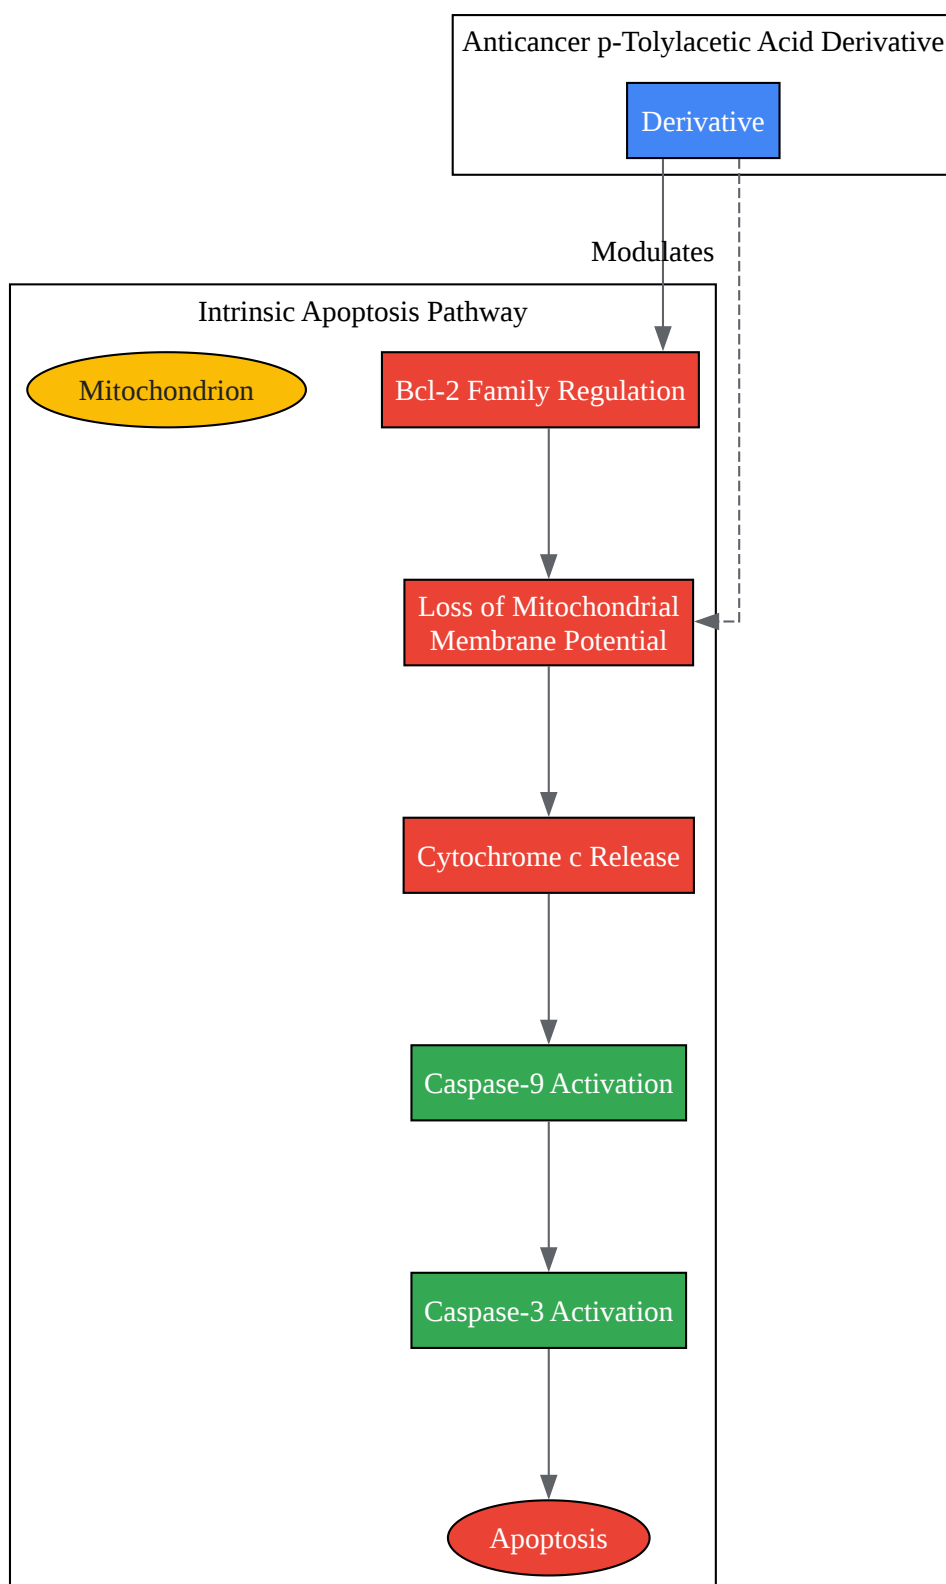 Anticancer p-Tolylacetic Acid Derivative
Derivative
Modulates
Intrinsic Apoptosis Pathway
Mitochondrion
Bcl-2 Family Regulation
Loss of Mitochondrial
Membrane Potential
Cytochrome c Release
Caspase-9 Activation
Caspase-3 Activation
Apoptosis